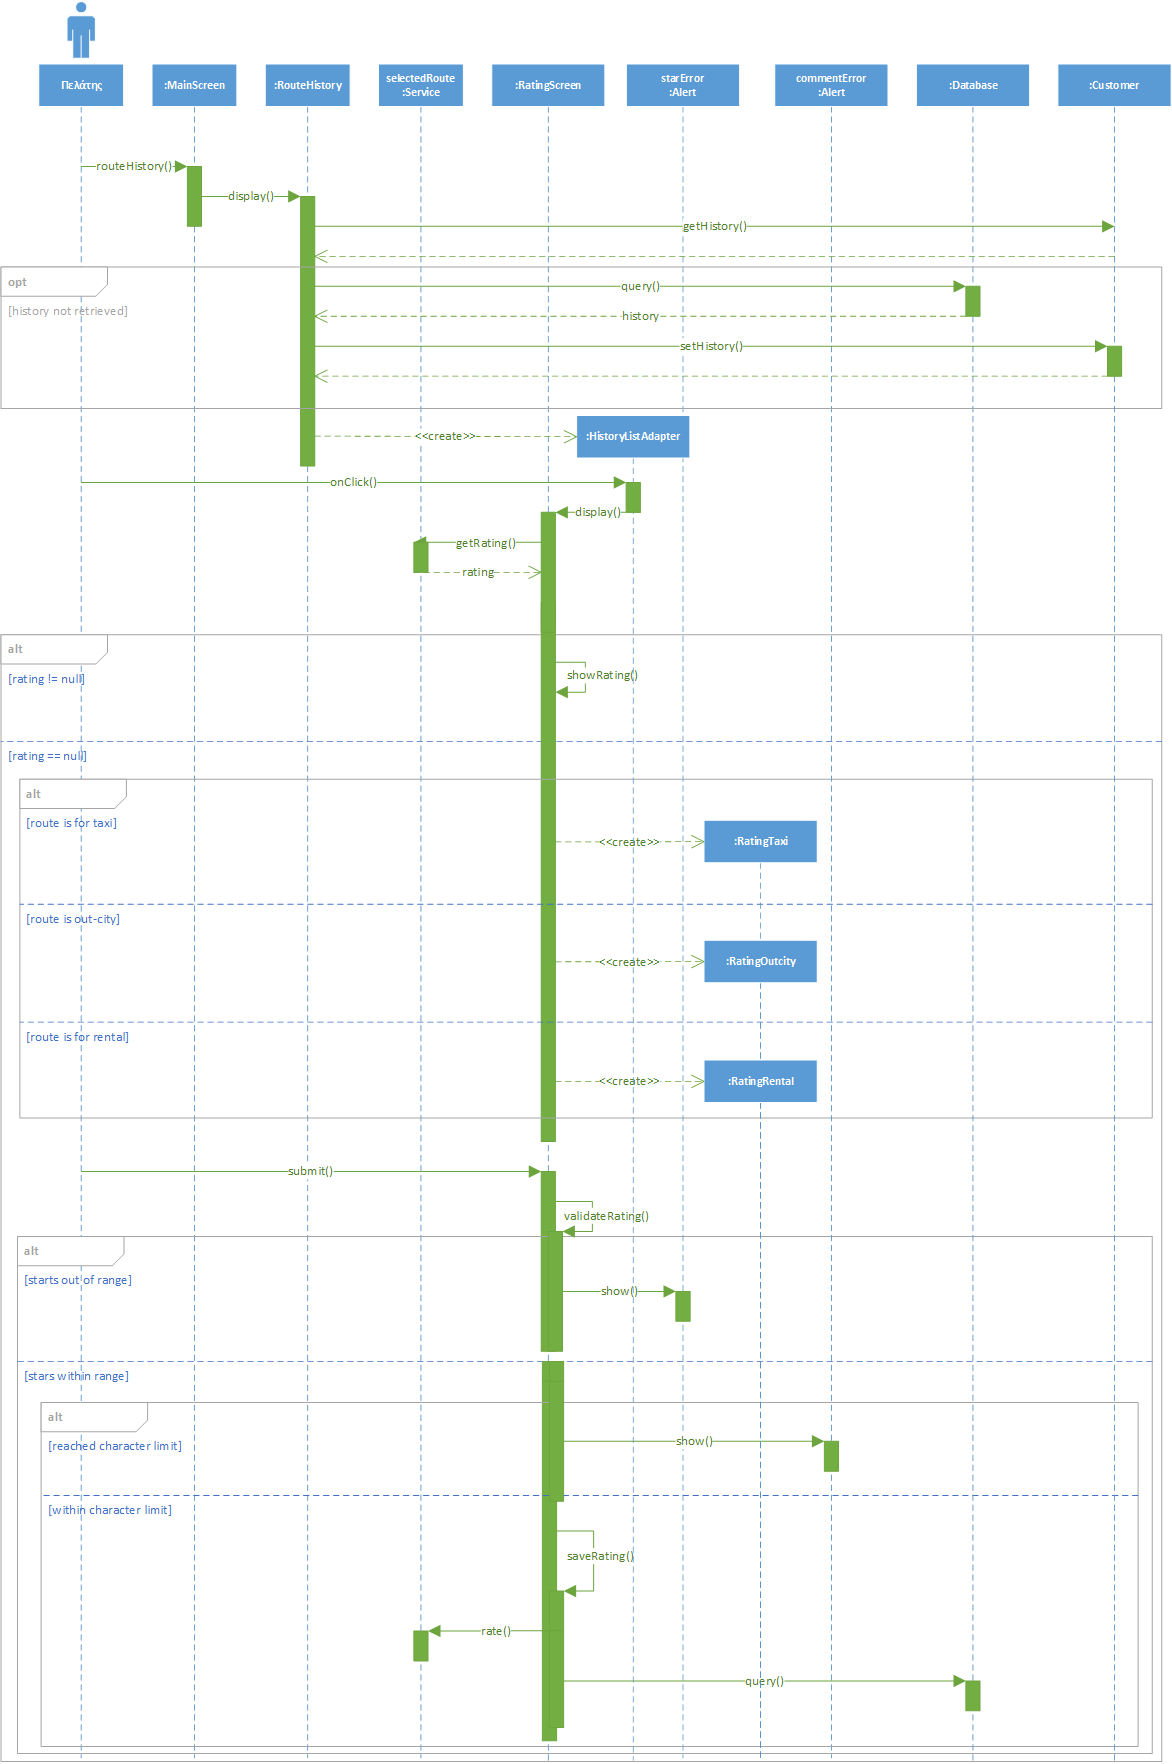 Πελάτης
:MainScreen
:RouteHistory
selectedRoute
:Service
:RatingScreen
starError
:Alert
commentError
:Alert
:Database
:Customer
routeHistory()
display()
getHistory()
opt
[history not retrieved]
query()
history
setHistory()
<<create>>
:HistoryListAdapter
onClick()
display()
getRating()
rating
alt
[rating != null]
showRating()
[rating == null]
alt
[route is for taxi]
<<create>>
:RatingTaxi
[route is out-city]
<<create>>
:RatingOutcity
[route is for rental]
<<create>>
:RatingRental
submit()
validateRating()
alt
[starts out of range]
show()
[stars within range]
alt
[reached character limit]
show()
[within character limit]
saveRating()
rate()
query()